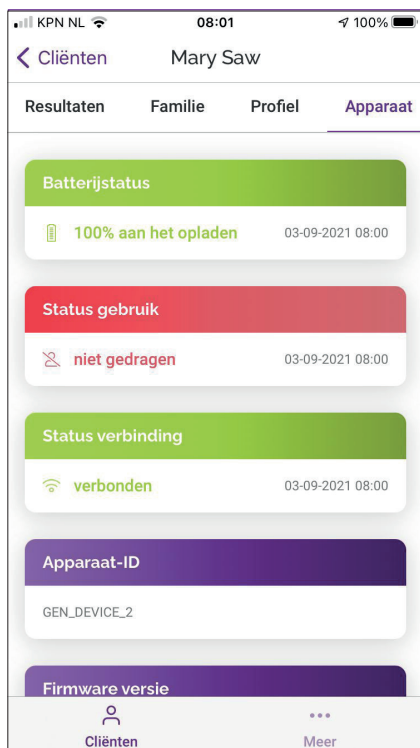 KPN NL 08:01 100%
Cliënten Mary Saw
Resultaten Familie Profiel Apparaat
Batterijstatus
100% aan het opladen 03-09-2021 08:00
Status gebruik
niet gedragen 03-09-2021 08:00
Status verbinding
verbonden 03-09-2021 08:00
Apparaat-ID
GEN_DEVICE_2
Firmware versie
Cliënten Meer